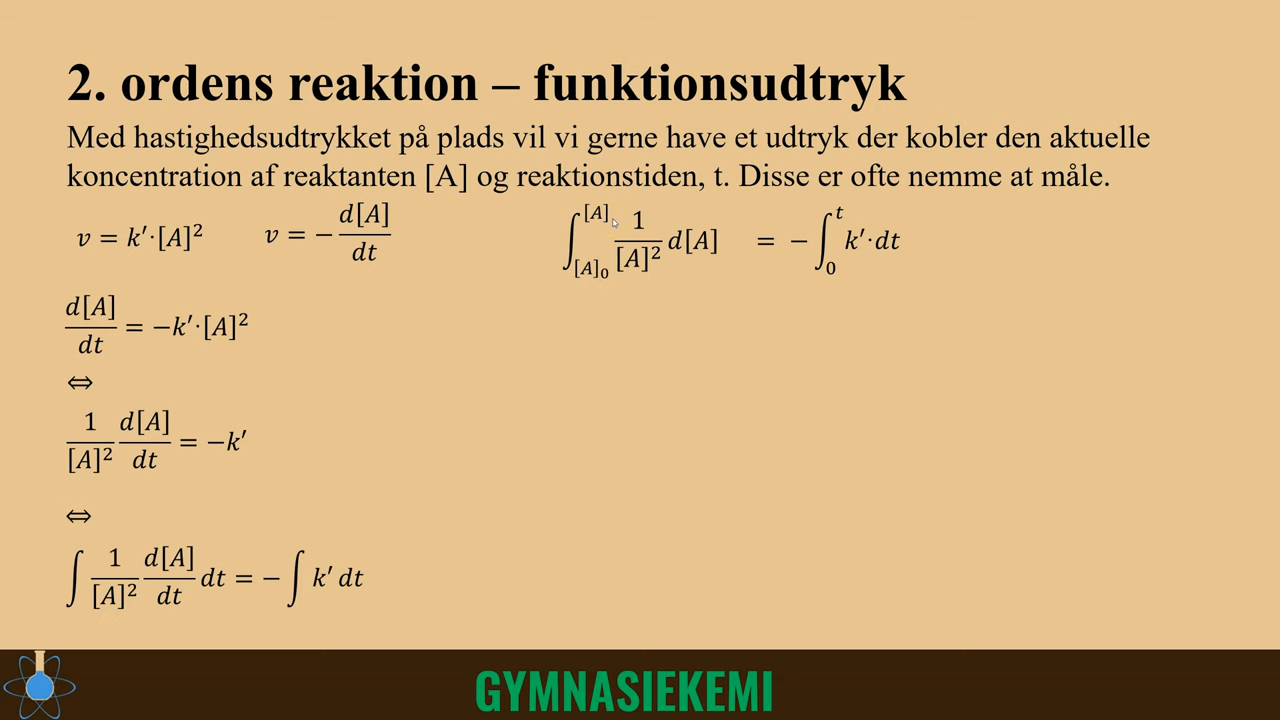 2. ordens reaktion – funktionsudtryk
Med hastighedsudtrykket på plads vil vi gerne have et udtryk der kobler den aktuelle
koncentration af reaktanten [A] og reaktionstiden, t. Disse er ofte nemme at måle.
v = k′·[A]² v = − d[A]/dt
d[A]/dt = −k′·[A]²
⇔
1/[A]² d[A]/dt = −k′
⇔
∫ 1/[A]² d[A]/dt dt = −∫ k′ dt
∫_{[A]₀}^{[A]} 1/[A]² d[A] = −∫_0^t k′·dt
GYMNASIEKEMI